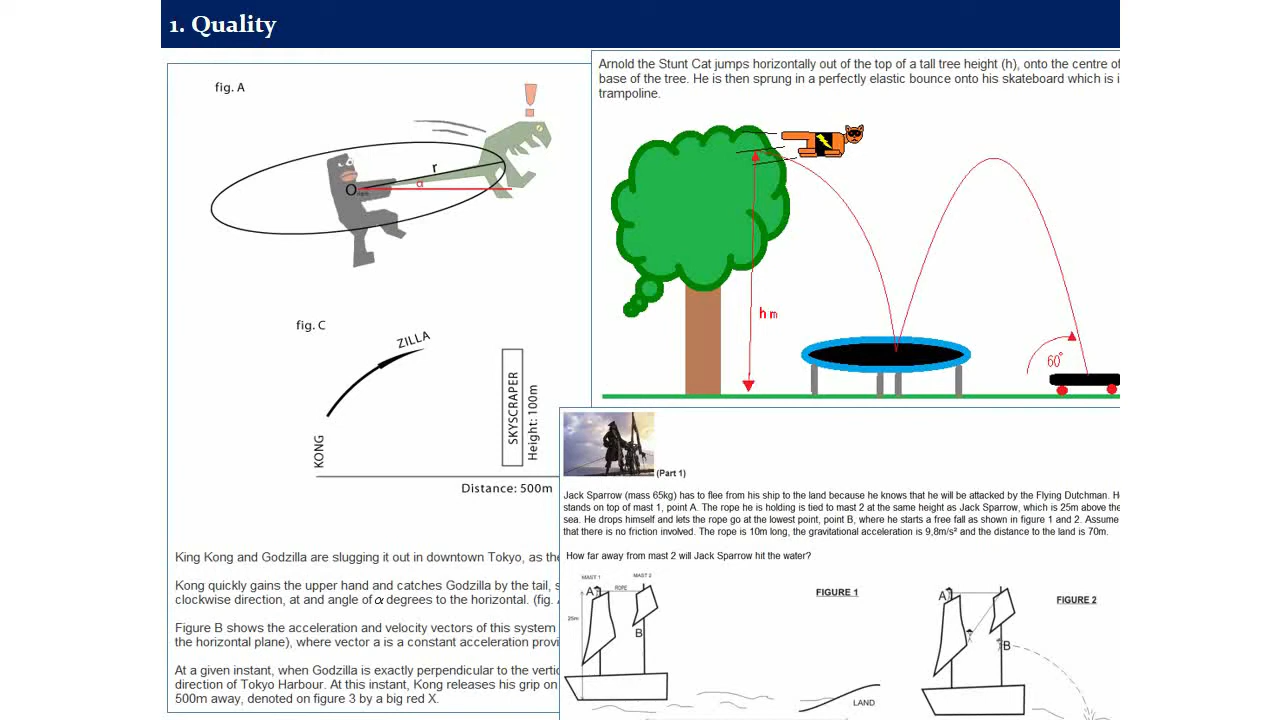 1. Quality
fig. A
r
α
O
fig. C
ZILLA
KONG
SKYSCRAPER
Height: 100m
Distance: 500m
King Kong and Godzilla are slugging it out in downtown Tokyo, as the
Kong quickly gains the upper hand and catches Godzilla by the tail, s
clockwise direction, at and angle of α degrees to the horizontal. (fig.
Figure B shows the acceleration and velocity vectors of this system
the horizontal plane), where vector a is a constant acceleration provi
At a given instant, when Godzilla is exactly perpendicular to the vertic
direction of Tokyo Harbour. At this instant, Kong releases his grip on
500m away, denoted on figure 3 by a big red X.
Arnold the Stunt Cat jumps horizontally out of the top of a tall tree height (h), onto the centre of
base of the tree. He is then sprung in a perfectly elastic bounce onto his skateboard which is i
trampoline.
h m
60°
(Part 1)
Jack Sparrow (mass 65kg) has to flee from his ship to the land because he knows that he will be attacked by the Flying Dutchman. He
stands on top of mast 1, point A. The rope he is holding is tied to mast 2 at the same height as Jack Sparrow, which is 25m above the
sea. He drops himself and lets the rope go at the lowest point, point B, where he starts a free fall as shown in figure 1 and 2. Assume
that there is no friction involved. The rope is 10m long, the gravitational acceleration is 9,8m/s² and the distance to the land is 70m.
How far away from mast 2 will Jack Sparrow hit the water?
MAST 1
MAST 2
A
ROPE
25m
B
FIGURE 1
LAND
A
B
FIGURE 2